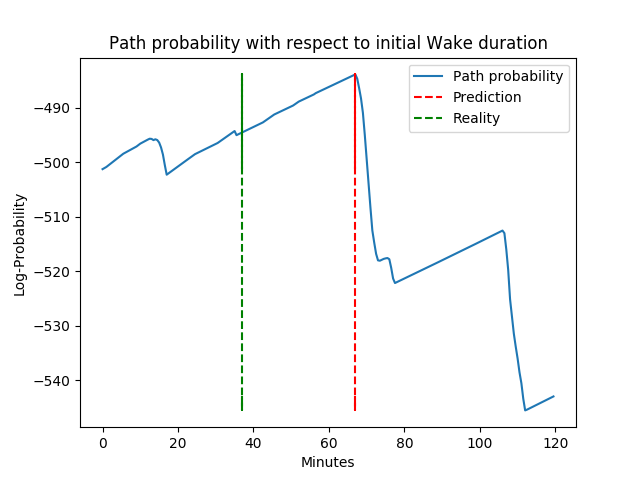 Path probability with respect to initial Wake duration
Path probability
Prediction
Reality
−490
−500
−510
−520
−530
−540
Log-Probability
0 20 40 60 80 100 120
Minutes